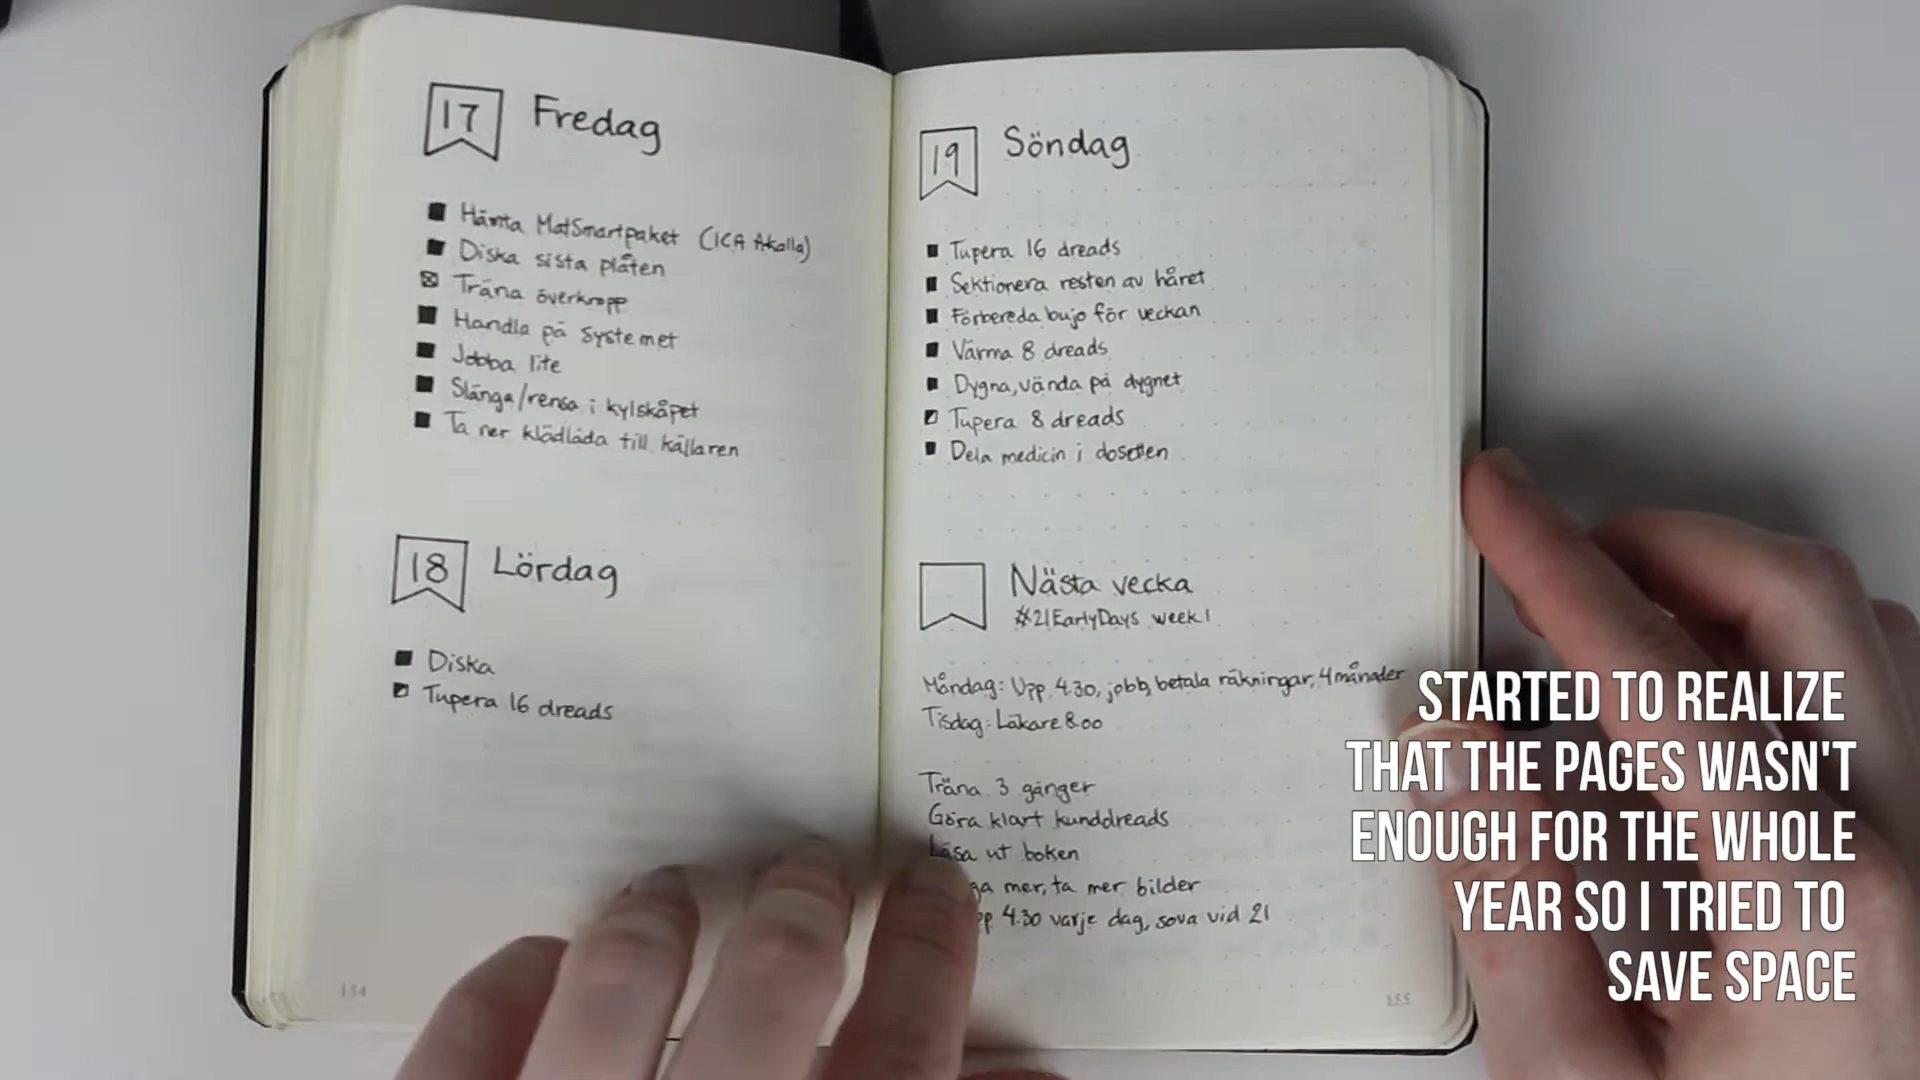 17 Fredag
Hämta MatSmartpaket (ICA Akalla)
Diska sista plåten
Träna överkropp
Handla på systemet
Jobba lite
Slänga/rensa i kylskåpet
Ta ner klädlåda till källaren
18 Lördag
Diska
Tupera 16 dreads
154
19 Söndag
Tupera 16 dreads
Sektionera resten av håret
Förbereda bujo för veckan
Värma 8 dreads
Dygna, vända på dygnet
Tupera 8 dreads
Dela medicin i dosetten
Nästa vecka
#21EarlyDays week 1
Måndag: Upp 4.30, jobb, betala räkningar, 4 månader
Tisdag: Läkare 8.00
Träna 3 gånger
Göra klart kunddreads
Läsa ut boken
mer, ta mer bilder
4.30 varje dag, sova vid 21
155
STARTED TO REALIZE
THAT THE PAGES WASN'T
ENOUGH FOR THE WHOLE
YEAR SO I TRIED TO
SAVE SPACE